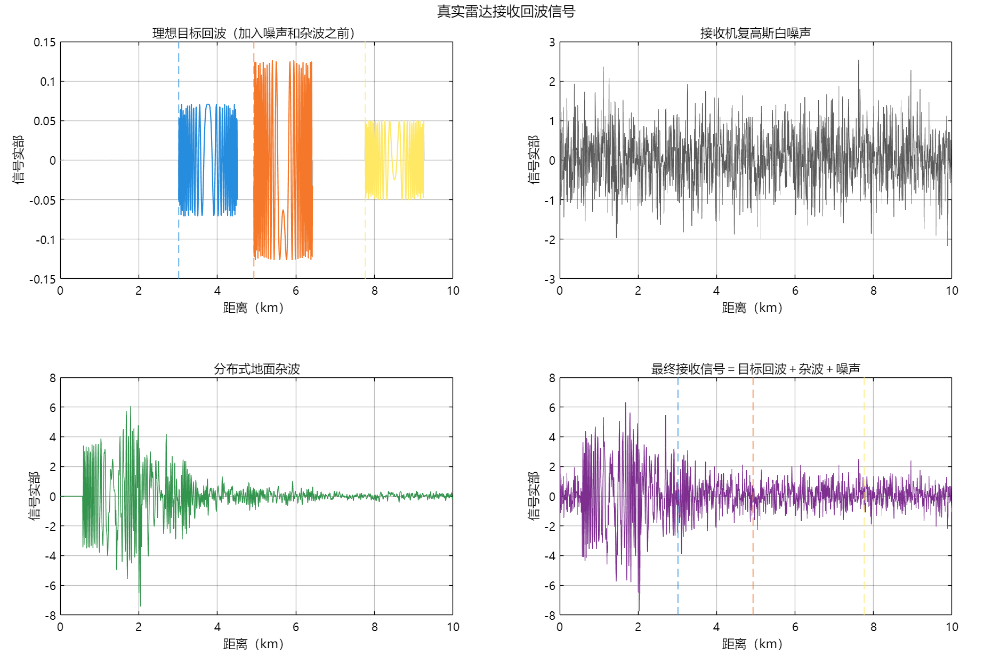 真实雷达接收回波信号
理想目标回波（加入噪声和杂波之前）
0.15
0.1
0.05
0
-0.05
-0.1
-0.15
信号实部
0 2 4 6 8 10
距离（km）
接收机复高斯白噪声
3
2
1
0
-1
-2
-3
信号实部
0 2 4 6 8 10
距离（km）
分布式地面杂波
8
6
4
2
0
-2
-4
-6
-8
信号实部
0 2 4 6 8 10
距离（km）
最终接收信号 = 目标回波 + 杂波 + 噪声
8
6
4
2
0
-2
-4
-6
-8
信号实部
0 2 4 6 8 10
距离（km）